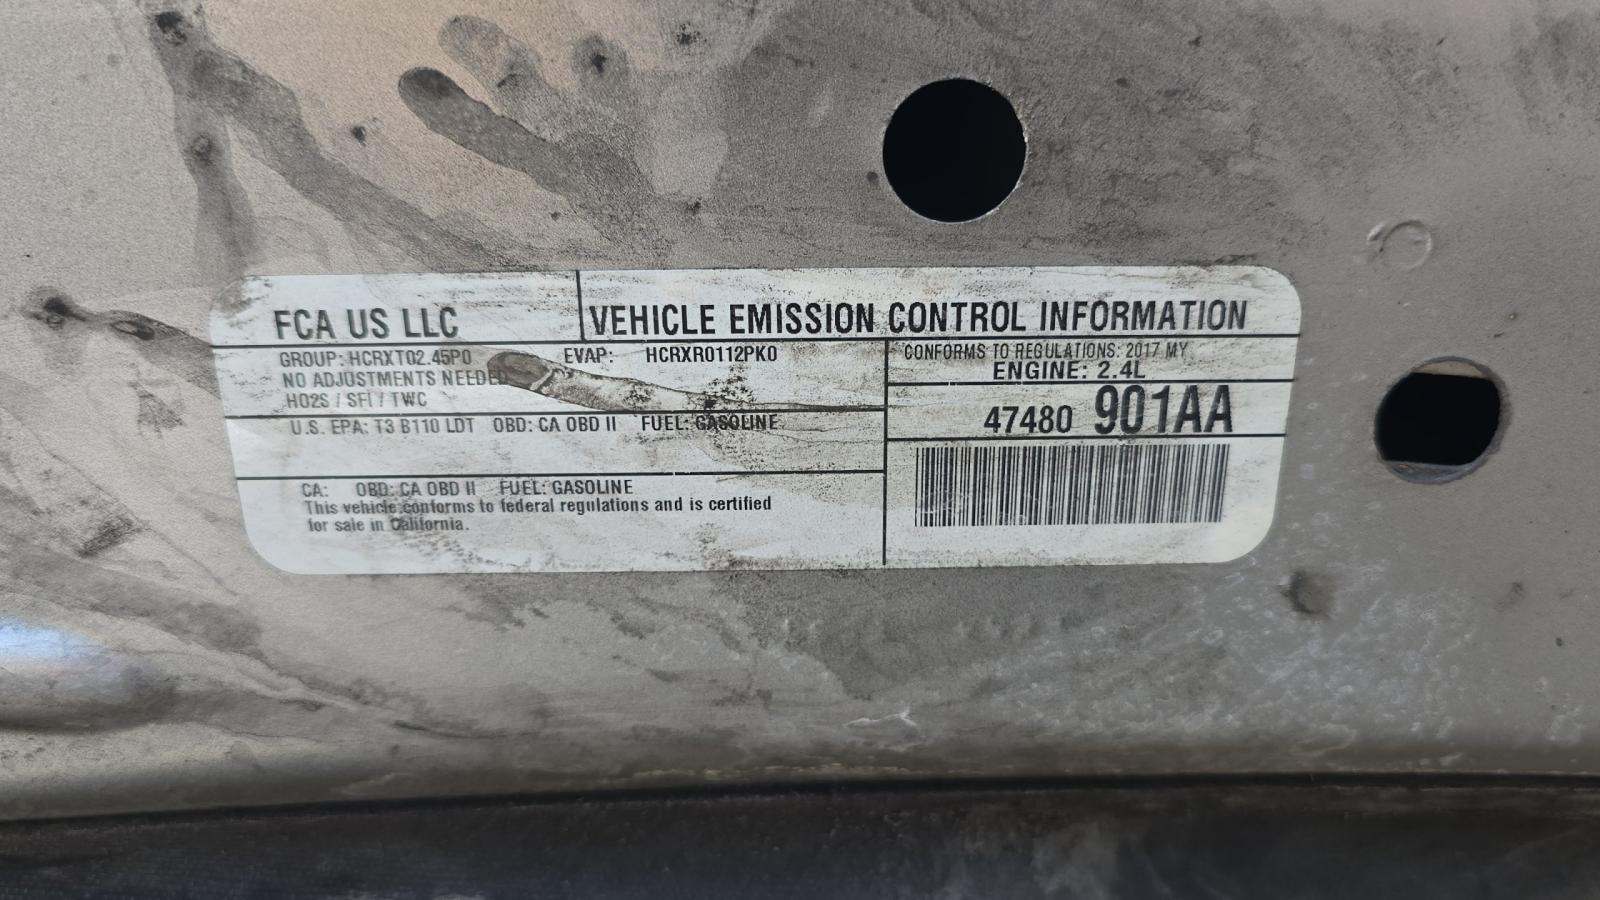 FCA US LLC
VEHICLE EMISSION CONTROL INFORMATION
GROUP: HCRXT02.45P0 EVAP: HCRXR0112PK0
NO ADJUSTMENTS NEEDED
HO2S / SFI / TWC
CONFORMS TO REGULATIONS: 2017 MY
ENGINE: 2.4L
47480 901AA
U.S. EPA: T3 B110 LDT OBD: CA OBD II FUEL: GASOLINE
CA: OBD: CA OBD II FUEL: GASOLINE
This vehicle conforms to federal regulations and is certified
for sale in California.